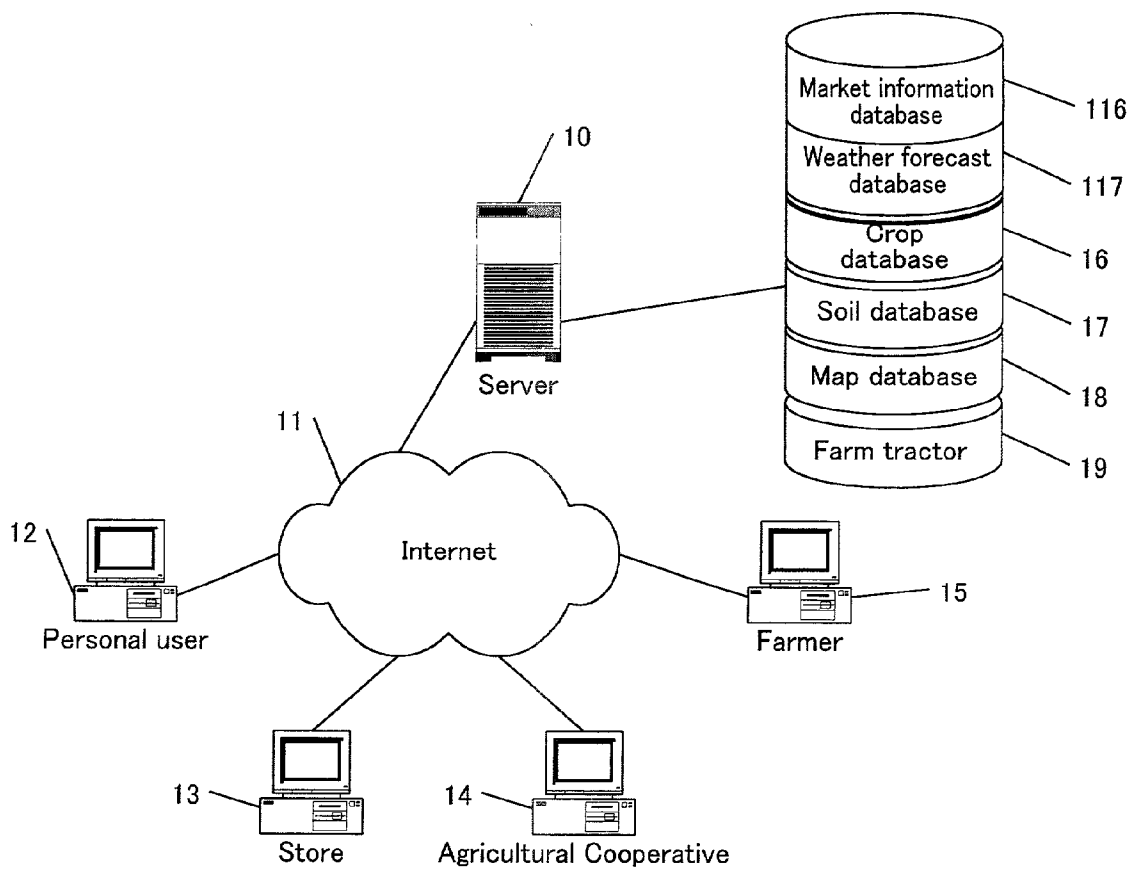 Market information
database
116
10
Weather forecast
database
117
Crop
database
16
Soil database
17
Server
Map database
18
11
Farm tractor
19
12
Internet
15
Personal user
Farmer
13
14
Store
Agricultural Cooperative